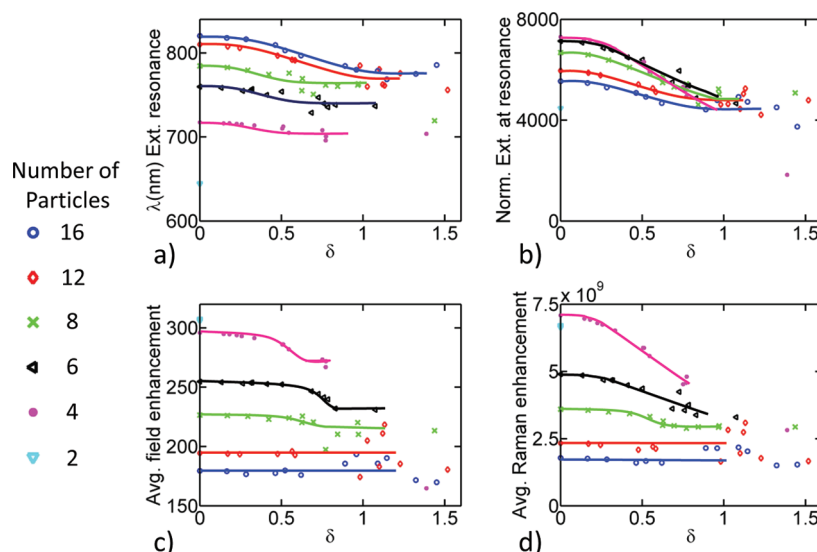 Number of
Particles
16
12
8
6
4
2
λ(nm) Ext. resonance
800
700
600
0
0.5
1
1.5
δ
a)
Norm. Ext. at resonance
8000
4000
0
0
0.5
1
1.5
δ
b)
Avg. field enhancement
300
250
200
150
0
0.5
1
1.5
δ
c)
Avg. Raman enhancement
x 10⁹
7.5
5
2.5
0
0
0.5
1
1.5
δ
d)